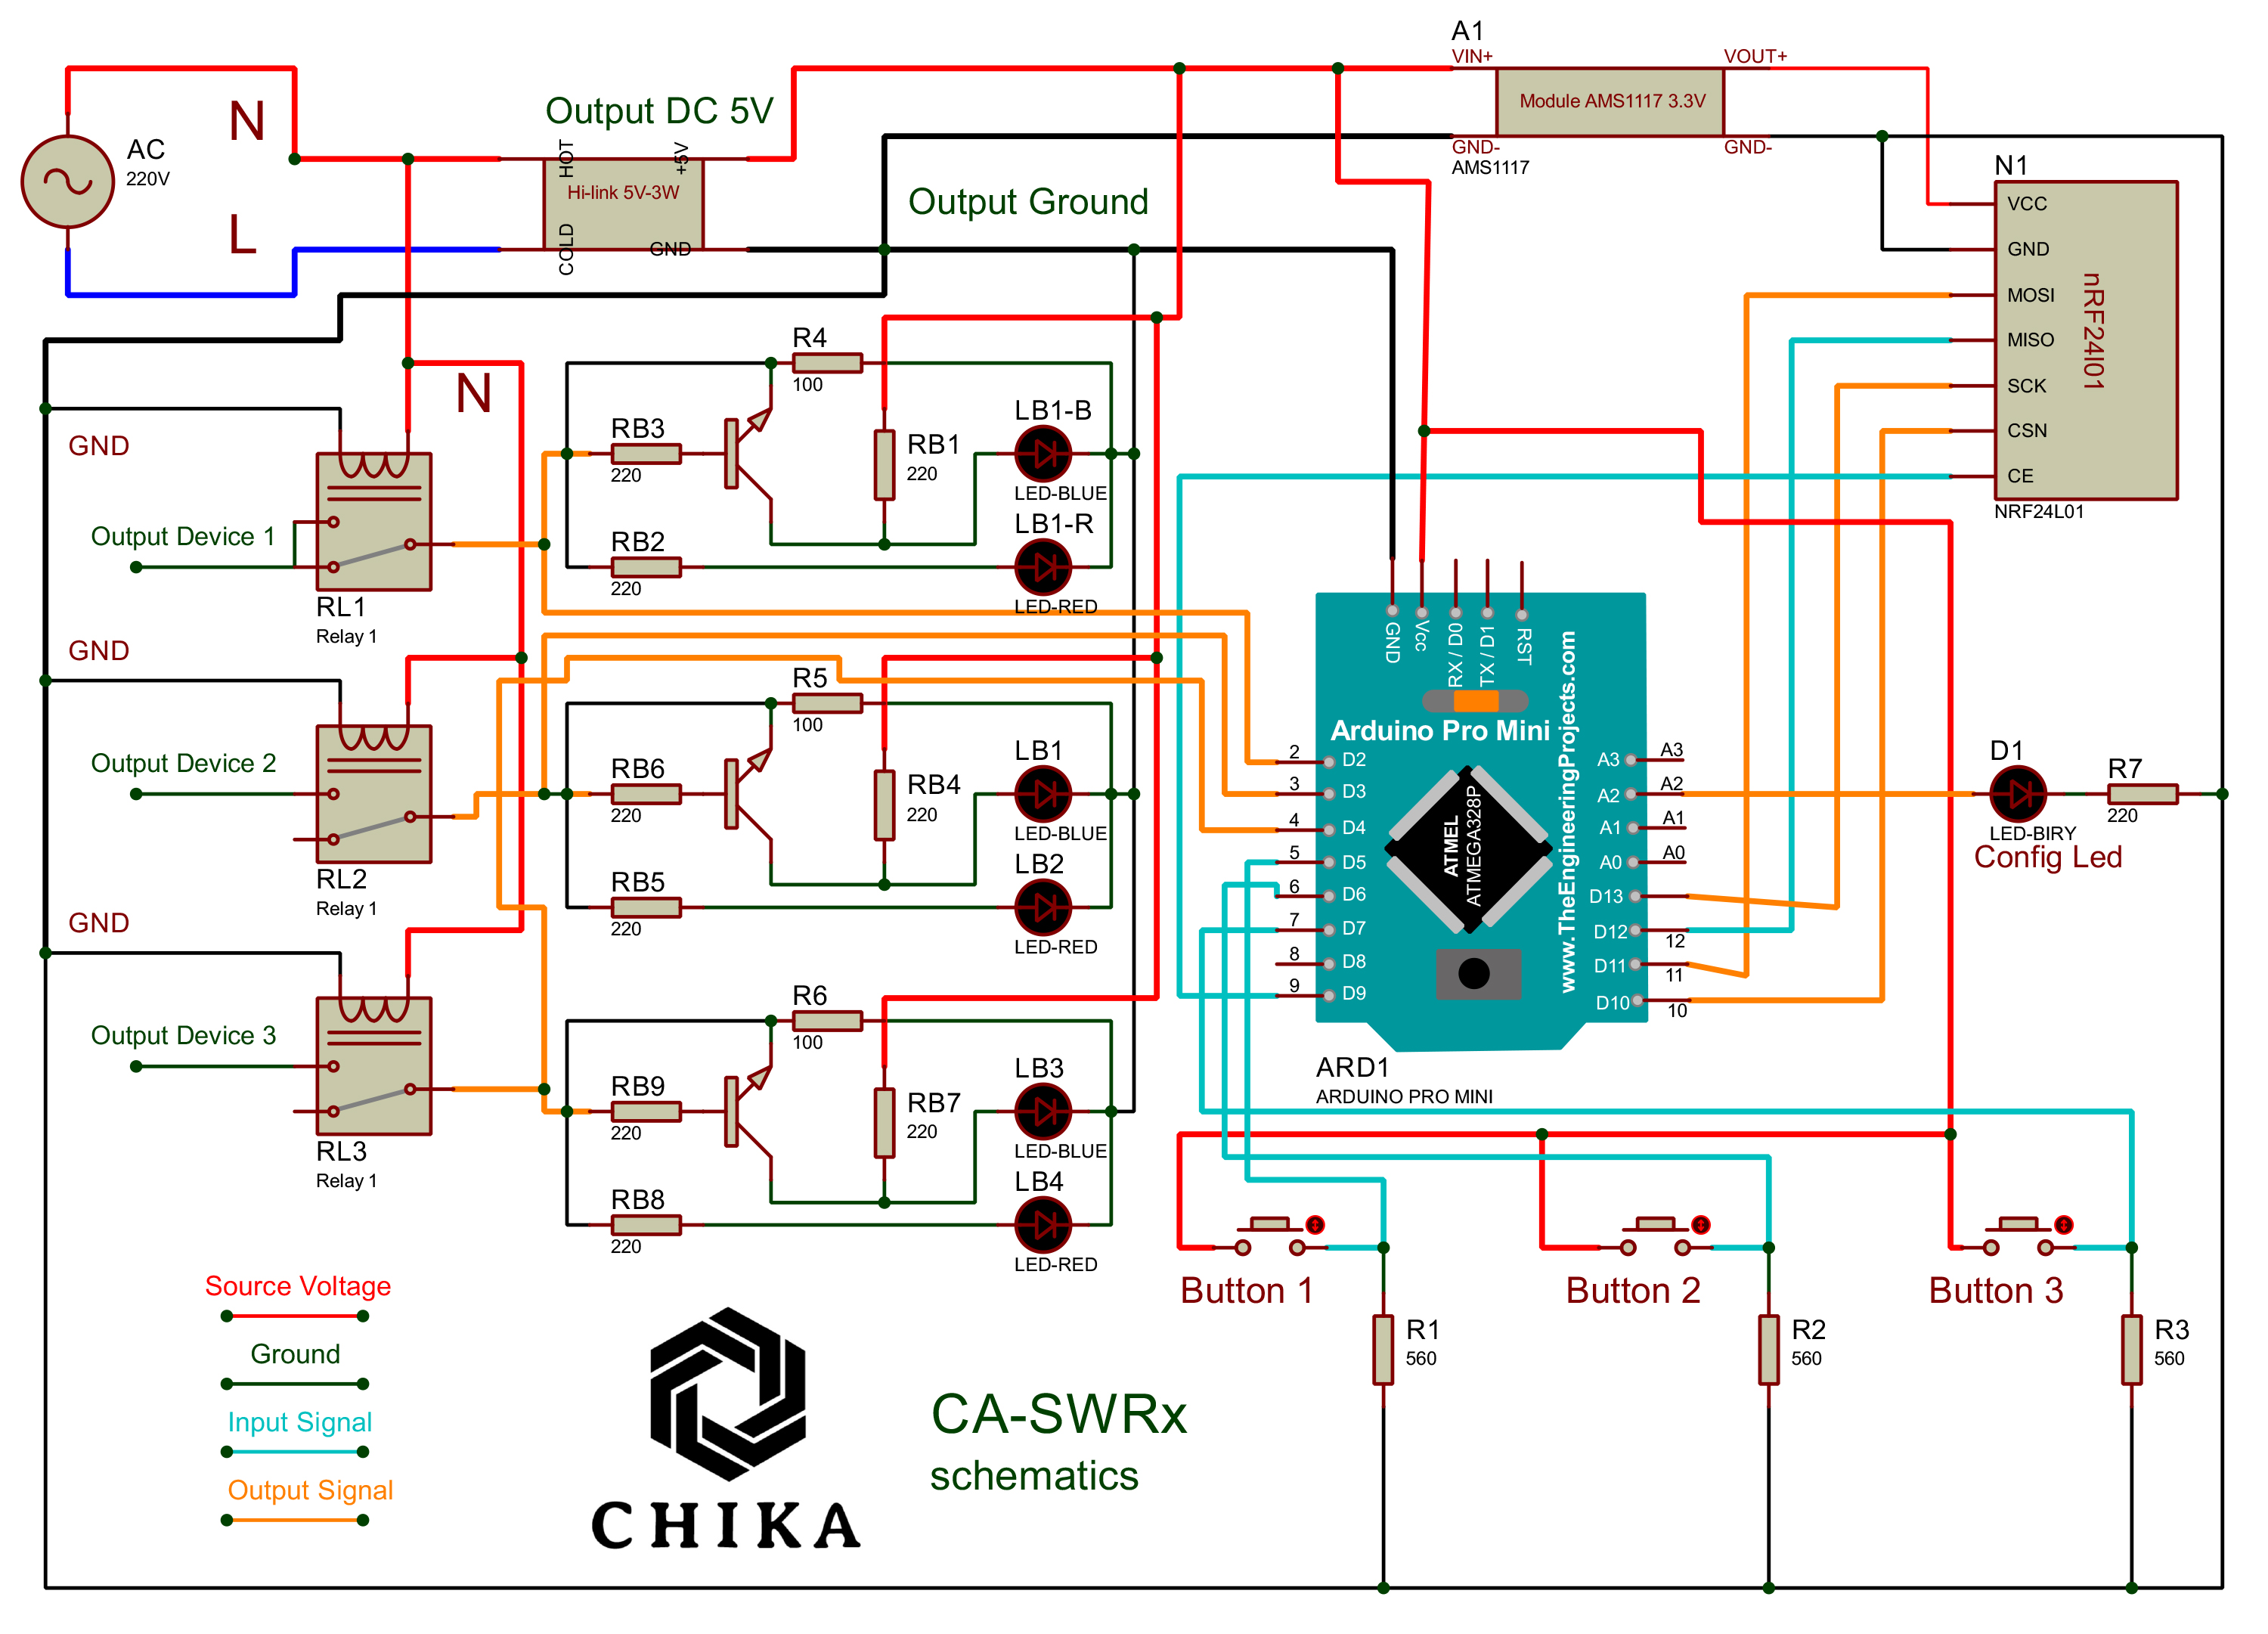 A1
VIN+
VOUT+
Module AMS1117 3.3V
GND-
GND-
AMS1117
N
AC
220V
L
Output DC 5V
HOT
+5V
Hi-link 5V-3W
COLD
GND
Output Ground
N1
VCC
GND
MOSI
MISO
SCK
CSN
CE
nRF24l01
NRF24L01
N
GND
Output Device 1
RL1
Relay 1
GND
Output Device 2
RL2
Relay 1
GND
Output Device 3
RL3
Relay 1
R4
100
RB3
220
RB1
220
LB1-B
LED-BLUE
LB1-R
LED-RED
RB2
220
R5
100
RB6
220
RB4
220
LB1
LED-BLUE
LB2
LED-RED
RB5
220
R6
100
RB9
220
RB7
220
LB3
LED-BLUE
LB4
LED-RED
RB8
220
GND
Vcc
RX / D0
TX / D1
RST
Arduino Pro Mini
www.TheEngineeringProjects.com
ATMEL
ATMEGA328P
2
D2
3
D3
4
D4
5
D5
6
D6
7
D7
8
D8
9
D9
A3
A3
A2
A2
A1
A1
A0
A0
D13
D12
12
D11
11
D10
10
ARD1
ARDUINO PRO MINI
D1
LED-BIRY
Config Led
R7
220
Button 1
Button 2
Button 3
R1
560
R2
560
R3
560
Source Voltage
Ground
Input Signal
Output Signal
CHIKA
CA-SWRx
schematics